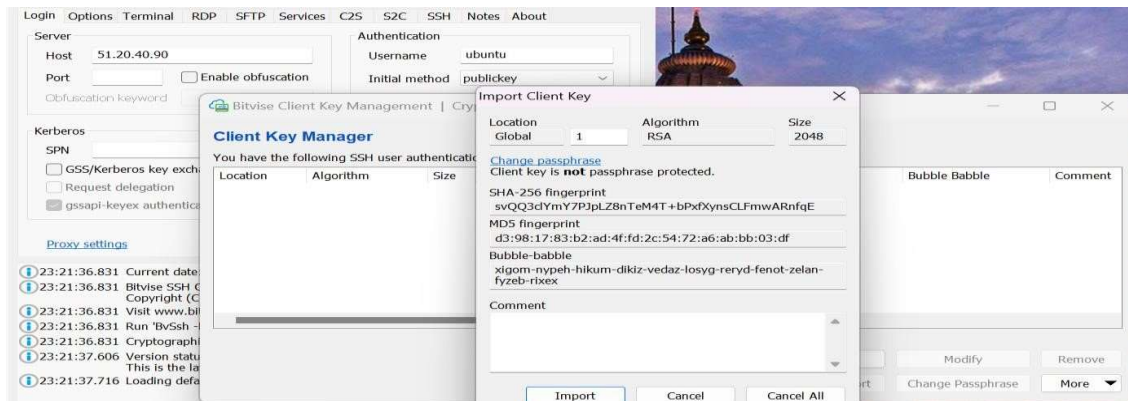 Login Options Terminal RDP SFTP Services C2S S2C SSH Notes About
Server
Host 51.20.40.90
Port Enable obfuscation
Obfuscation keyword
Authentication
Username ubuntu
Initial method publickey
Kerberos
SPN
GSS/Kerberos key exch
Request delegation
gssapi-keyex authentica
Proxy settings
23:21:36.831 Current date
23:21:36.831 Bitvise SSH C
Copyright (C
23:21:36.831 Visit www.bi
23:21:36.831 Run 'BvSsh -
23:21:36.831 Cryptographi
23:21:37.606 Version statu
This is the la
23:21:37.716 Loading defa
Bitvise Client Key Management | Cry
Client Key Manager
You have the following SSH user authenticatio
Location Algorithm Size Bubble Babble Comment
Modify Remove
ort Change Passphrase More
Import Client Key
Location Algorithm Size
Global 1 RSA 2048
Change passphrase
Client key is not passphrase protected.
SHA-256 fingerprint
svQQ3dYmY7PJpLZ8nTeM4T+bPxfXynsCLFmwARnfqE
MD5 fingerprint
d3:98:17:83:b2:ad:4f:fd:2c:54:72:a6:ab:bb:03:df
Bubble-babble
xigom-nypeh-hikum-dikiz-vedaz-losyg-reryd-fenot-zelan-
fyzeb-rixex
Comment
Import Cancel Cancel All